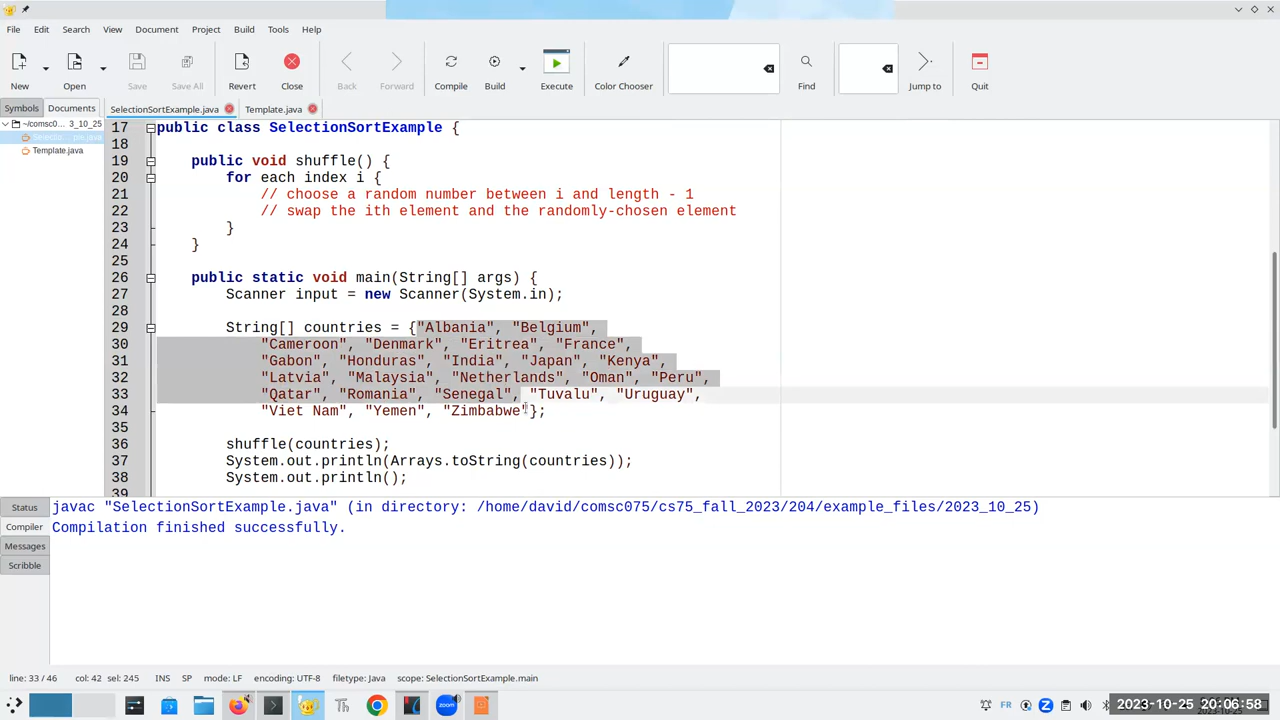 File Edit Search View Document Project Build Tools Help
New Open Save Save All Revert Close Back Forward Compile Build Execute Color Chooser Find Jump to Quit
Symbols Documents SelectionSortExample.java Template.java
~/comsc0... 3_10_25
Template.java
17 public class SelectionSortExample {
18
19 public void shuffle() {
20 for each index i {
21 // choose a random number between i and length - 1
22 // swap the ith element and the randomly-chosen element
23 }
24 }
25
26 public static void main(String[] args) {
27 Scanner input = new Scanner(System.in);
28
29 String[] countries = {"Albania", "Belgium",
30 "Cameroon", "Denmark", "Eritrea", "France",
31 "Gabon", "Honduras", "India", "Japan", "Kenya",
32 "Latvia", "Malaysia", "Netherlands", "Oman", "Peru",
33 "Qatar", "Romania", "Senegal", "Tuvalu", "Uruguay",
34 "Viet Nam", "Yemen", "Zimbabwe"};
35
36 shuffle(countries);
37 System.out.println(Arrays.toString(countries));
38 System.out.println();
39
Status
Compiler
Messages
Scribble
javac "SelectionSortExample.java" (in directory: /home/david/comsc075/cs75_fall_2023/204/example_files/2023_10_25)
Compilation finished successfully.
line: 33 / 46 col: 42 sel: 245 INS SP mode: LF encoding: UTF-8 filetype: Java scope: SelectionSortExample.main
Th zoom FR 2023-10-25 20:06:58